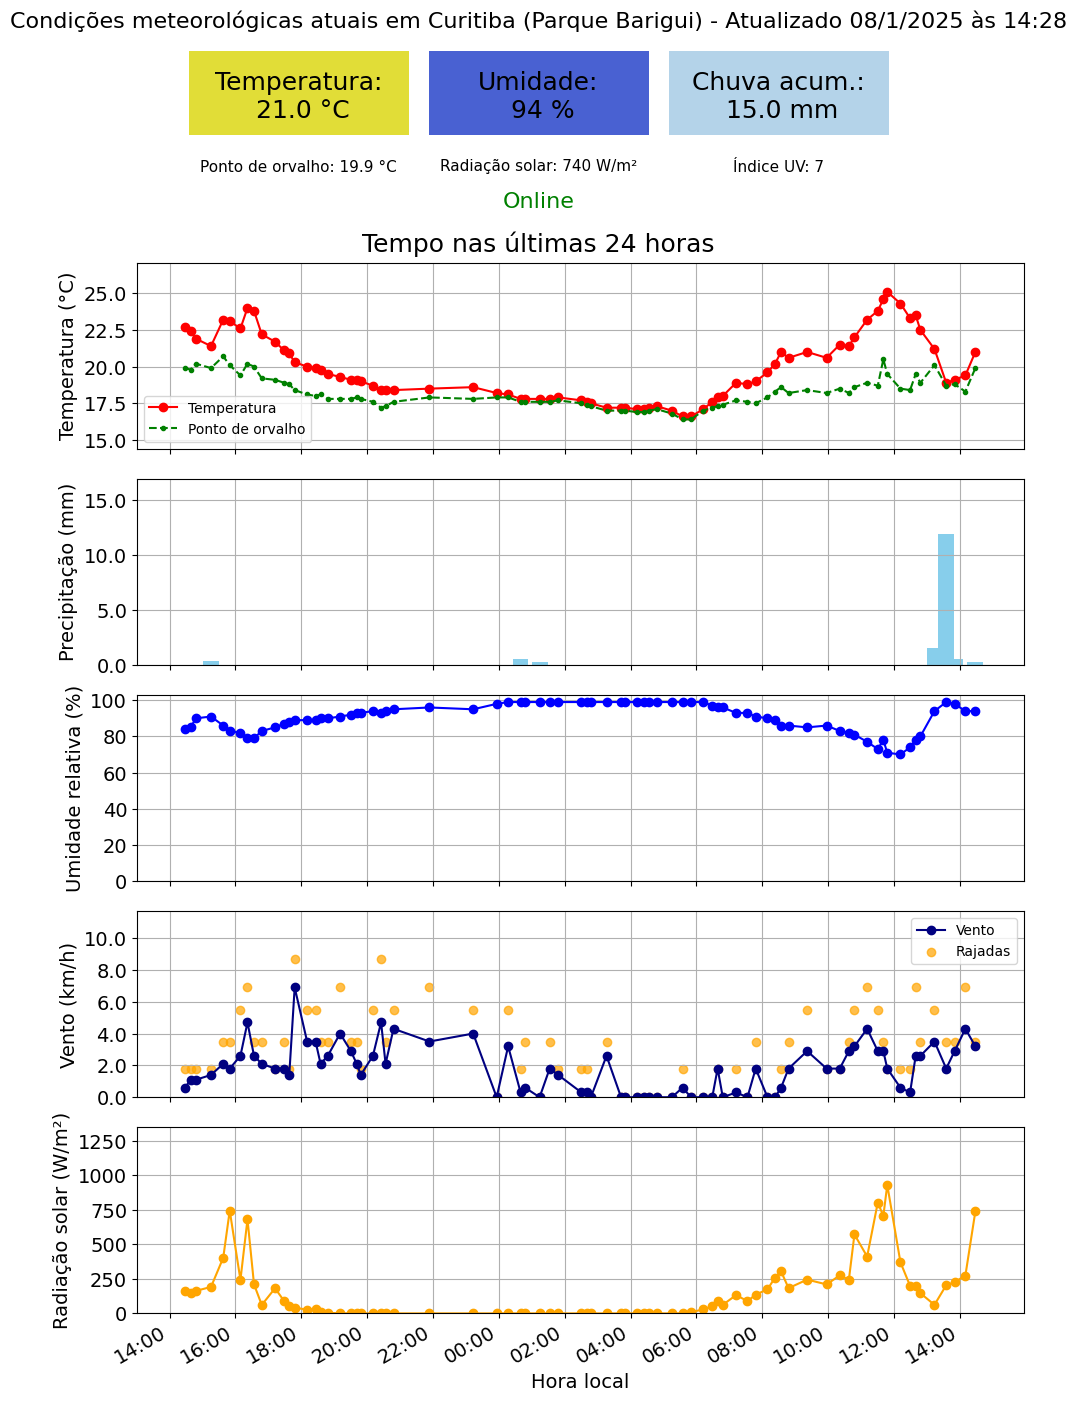 Condições meteorológicas atuais em Curitiba (Parque Barigui) - Atualizado 08/1/2025 às 14:28
Temperatura:
21.0 °C
Umidade:
94 %
Chuva acum.:
15.0 mm
Ponto de orvalho: 19.9 °C
Radiação solar: 740 W/m²
Índice UV: 7
Online
Tempo nas últimas 24 horas
Temperatura (°C)
25.0
22.5
20.0
17.5
15.0
Temperatura
Ponto de orvalho
Precipitação (mm)
15.0
10.0
5.0
0.0
Umidade relativa (%)
100
80
60
40
20
0
Vento (km/h)
10.0
8.0
6.0
4.0
2.0
0.0
Vento
Rajadas
Radiação solar (W/m²)
1250
1000
750
500
250
0
14:00
16:00
18:00
20:00
22:00
00:00
02:00
04:00
06:00
08:00
10:00
12:00
14:00
Hora local